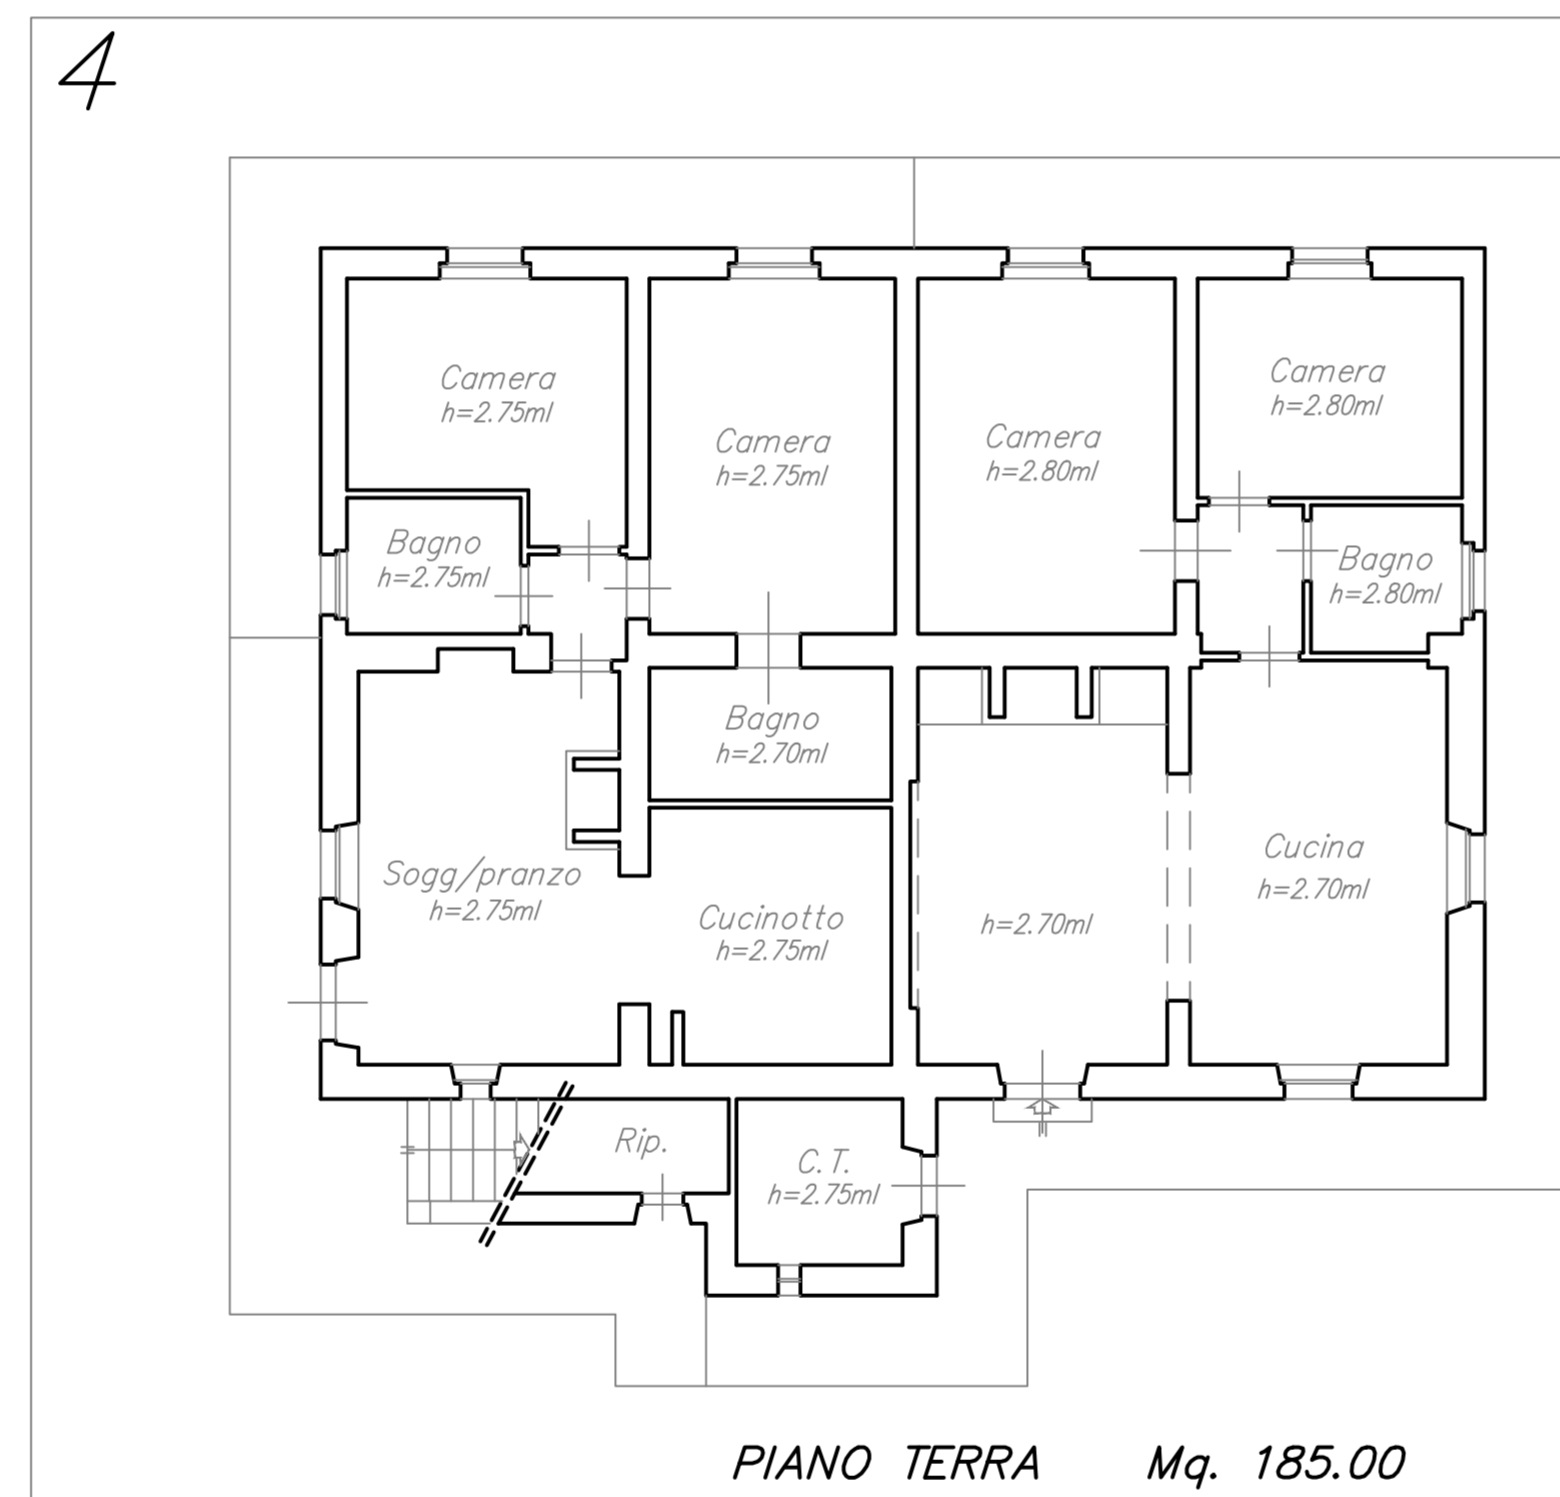 4
Camera
h=2.75ml
Camera
h=2.75ml
Camera
h=2.80ml
Camera
h=2.80ml
Bagno
h=2.75ml
Bagno
h=2.80ml
Bagno
h=2.70ml
Sogg/pranzo
h=2.75ml
Cucinotto
h=2.75ml
h=2.70ml
Cucina
h=2.70ml
Rip.
C.T.
h=2.75ml
PIANO TERRA Mq. 185.00